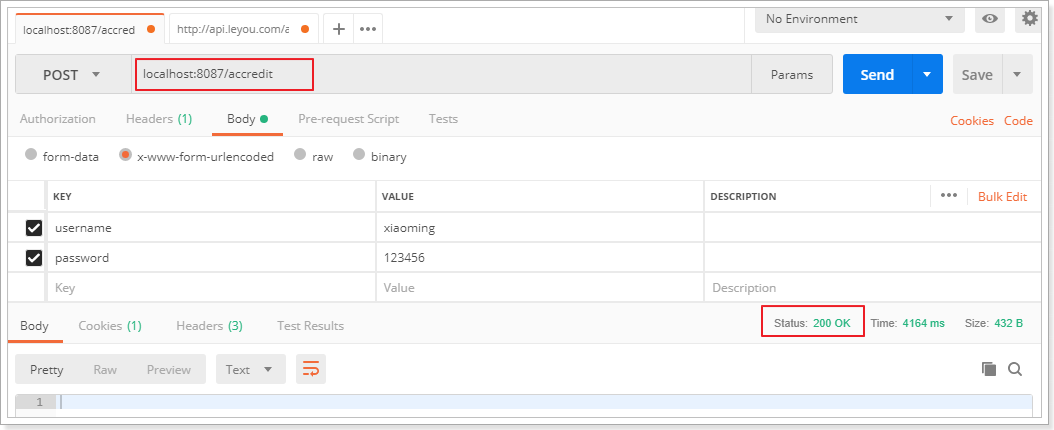 localhost:8087/accred http://api.leyou.com/a No Environment
POST localhost:8087/accredit Params Send Save
Authorization Headers (1) Body Pre-request Script Tests Cookies Code
form-data x-www-form-urlencoded raw binary
KEY VALUE DESCRIPTION Bulk Edit
username xiaoming
password 123456
Key Value Description
Body Cookies (1) Headers (3) Test Results Status: 200 OK Time: 4164 ms Size: 432 B
Pretty Raw Preview Text
1